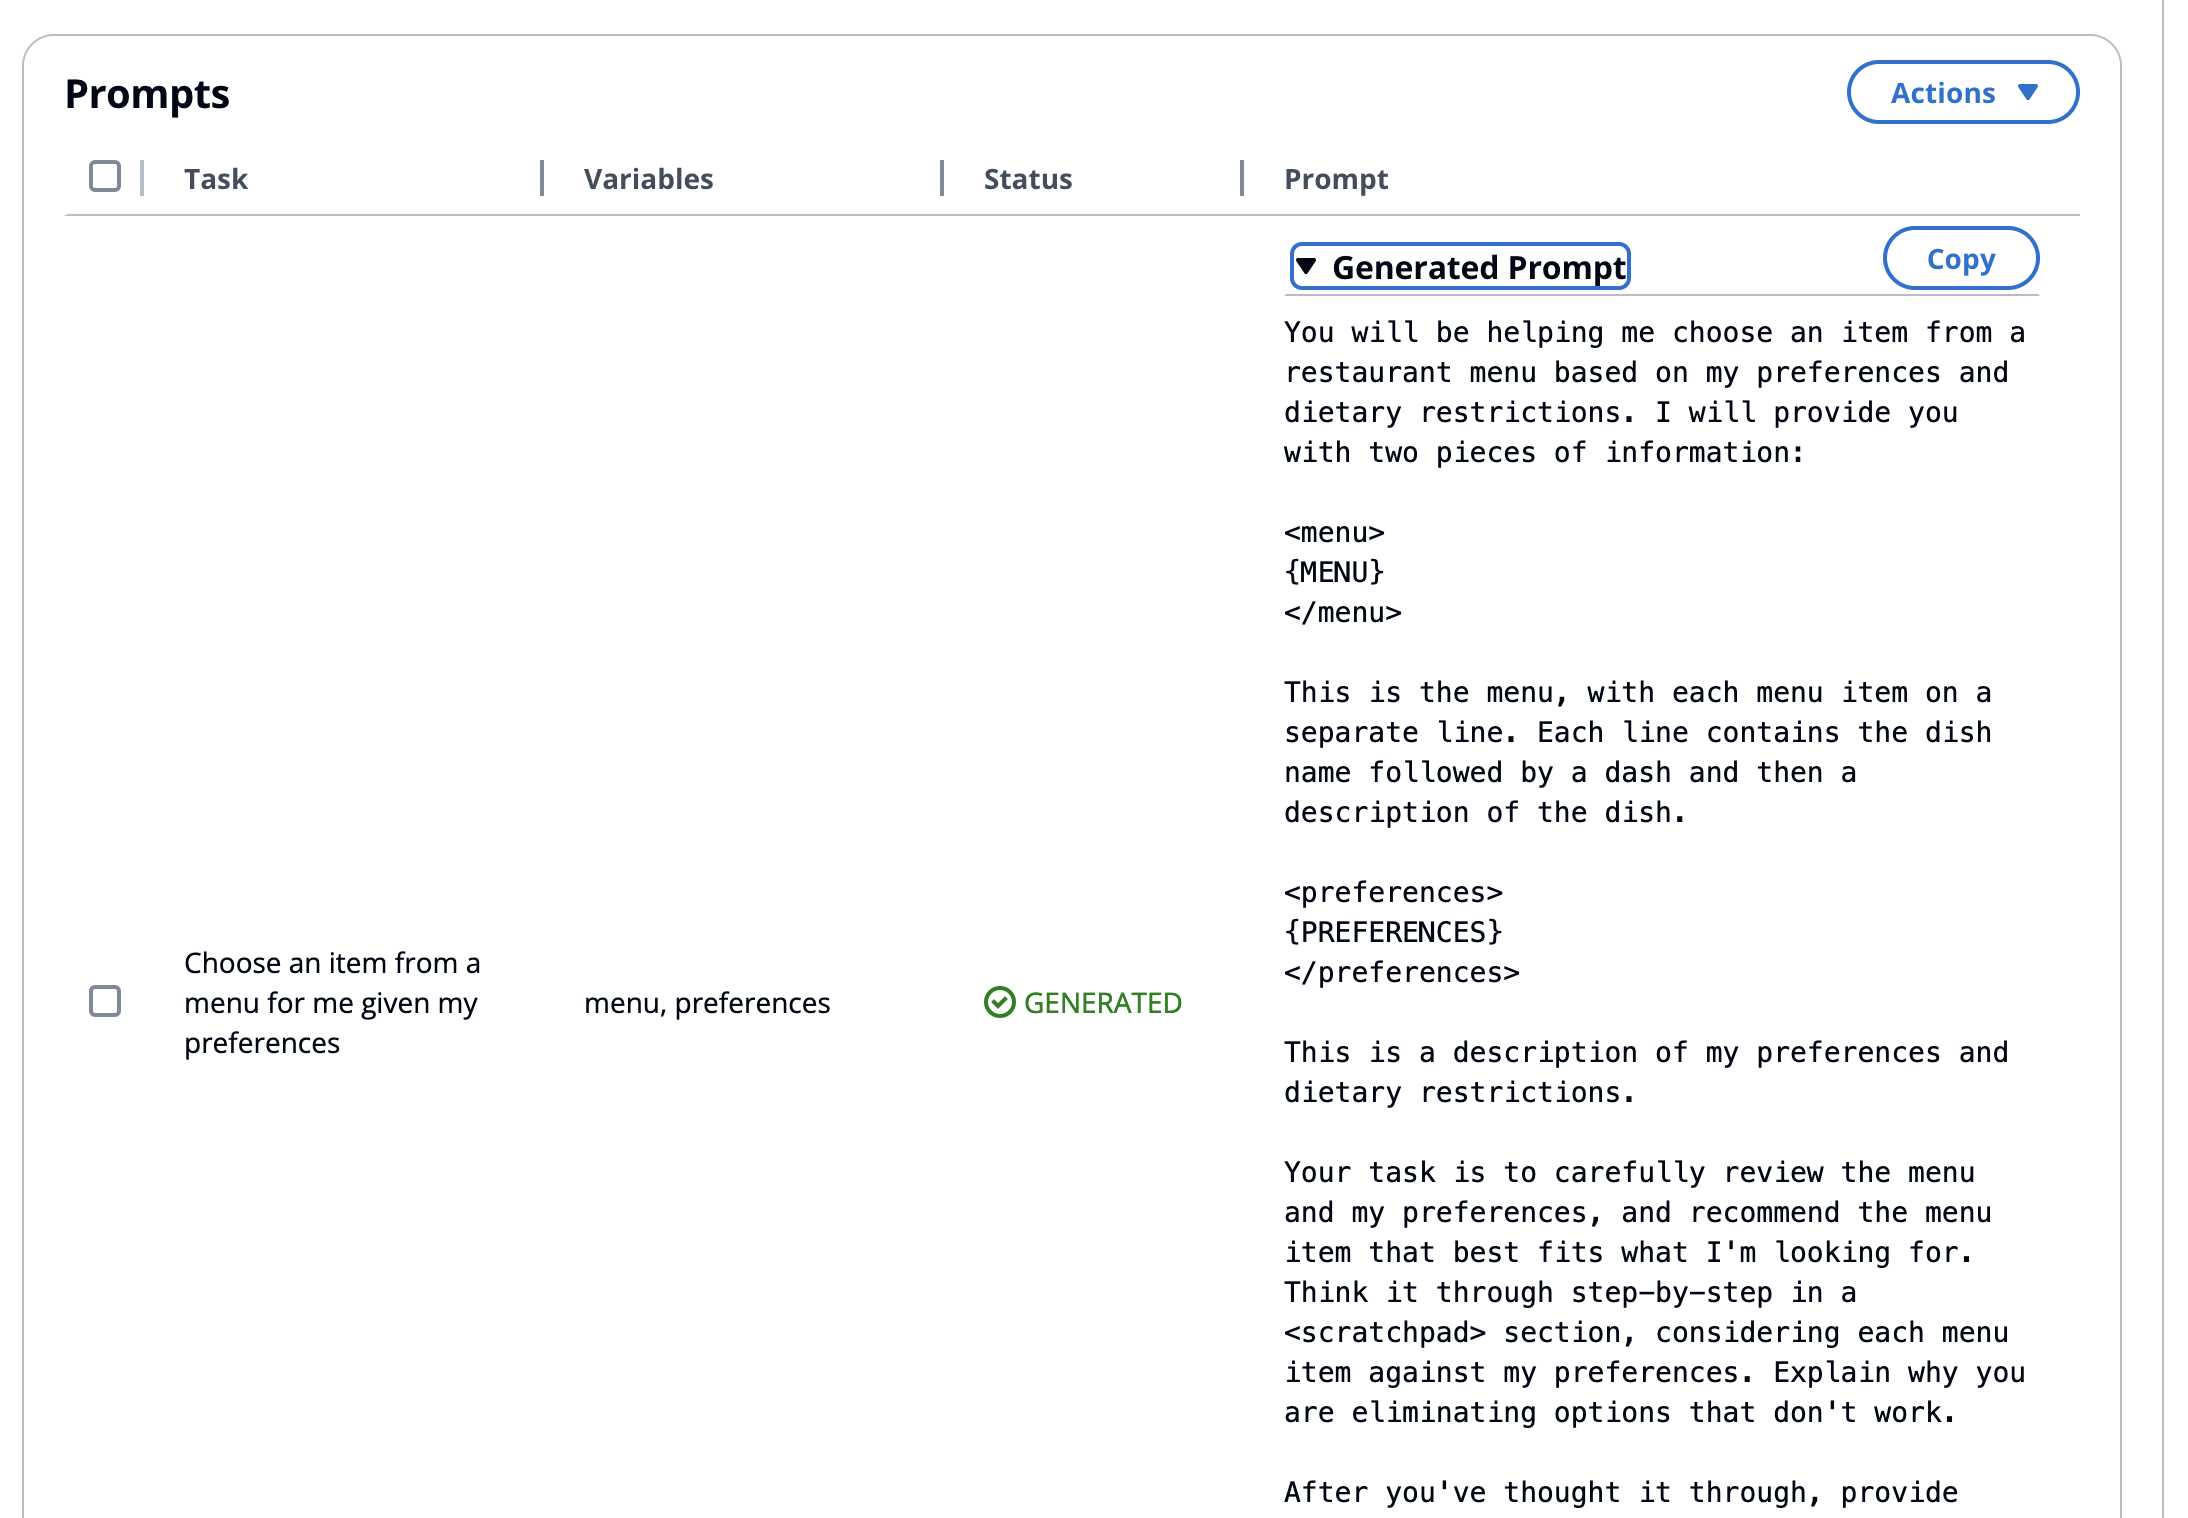 Prompts
Actions
Task
Variables
Status
Prompt
Generated Prompt
Copy
You will be helping me choose an item from a
restaurant menu based on my preferences and
dietary restrictions. I will provide you
with two pieces of information:
<menu>
{MENU}
</menu>
This is the menu, with each menu item on a
separate line. Each line contains the dish
name followed by a dash and then a
description of the dish.
<preferences>
{PREFERENCES}
</preferences>
Choose an item from a
menu for me given my
preferences
menu, preferences
GENERATED
This is a description of my preferences and
dietary restrictions.
Your task is to carefully review the menu
and my preferences, and recommend the menu
item that best fits what I'm looking for.
Think it through step-by-step in a
<scratchpad> section, considering each menu
item against my preferences. Explain why you
are eliminating options that don't work.
After you've thought it through, provide